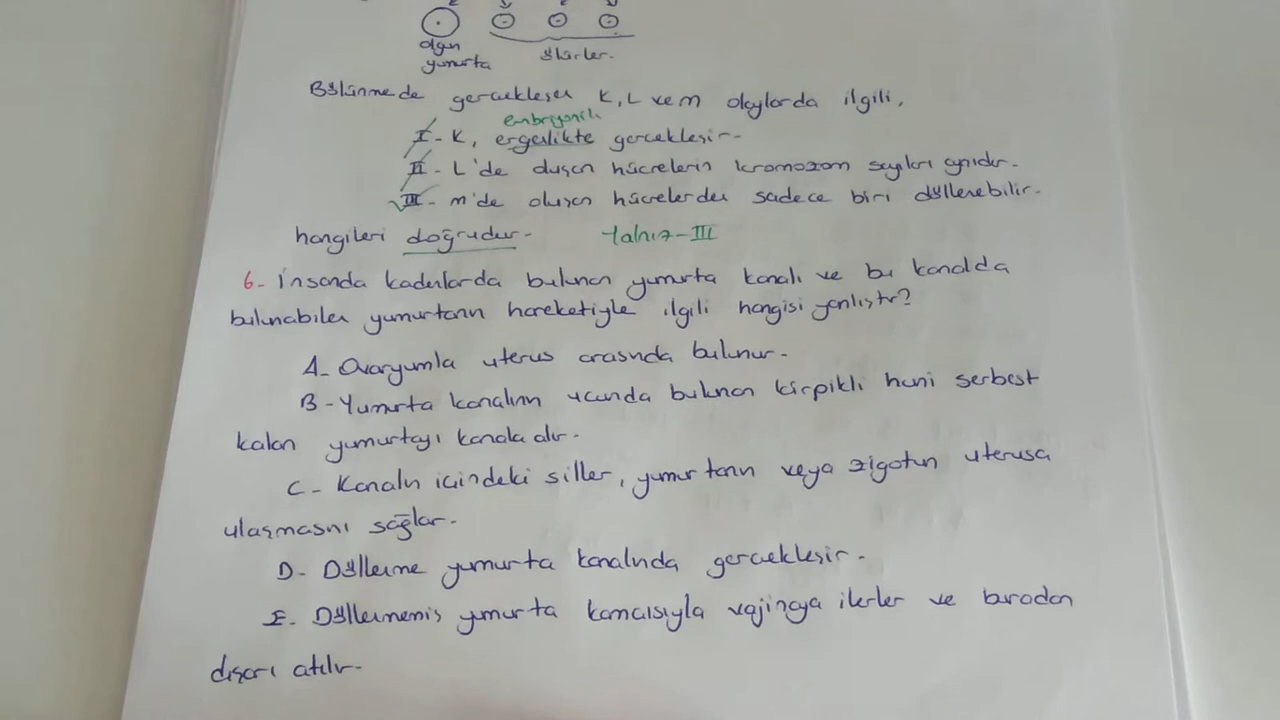 olgun
yumurta
ölürler.
Bölünmede gerçekleşen K, L ve M olaylarda ilgili,
embriyonik
I- K, ergenlikte gerçekleşir-
II- L'de oluşan hücrelerin kromozom sayıları aynıdır-
III- M'de oluşan hücrelerden sadece biri döllenebilir-
hangileri doğrudur- Yalnız-III
6- İnsanda kadınlarda bulunan yumurta kanalı ve bu kanalda
bulunabilen yumurtanın hareketiyle ilgili hangisi yanlıştır?
A- Ovaryumla uterus arasında bulunur-
B- Yumurta kanalının ucunda bulunan kirpikli huni serbest
kalan yumurtayı kanala alır-
C- Kanalın içindeki siller, yumurtanın veya zigotun uterusa
ulaşmasını sağlar-
D- Döllenme yumurta kanalında gerçekleşir-
E- Döllenmemiş yumurta kamçısıyla vajinaya ilerler ve buradan
dışarı atılır-